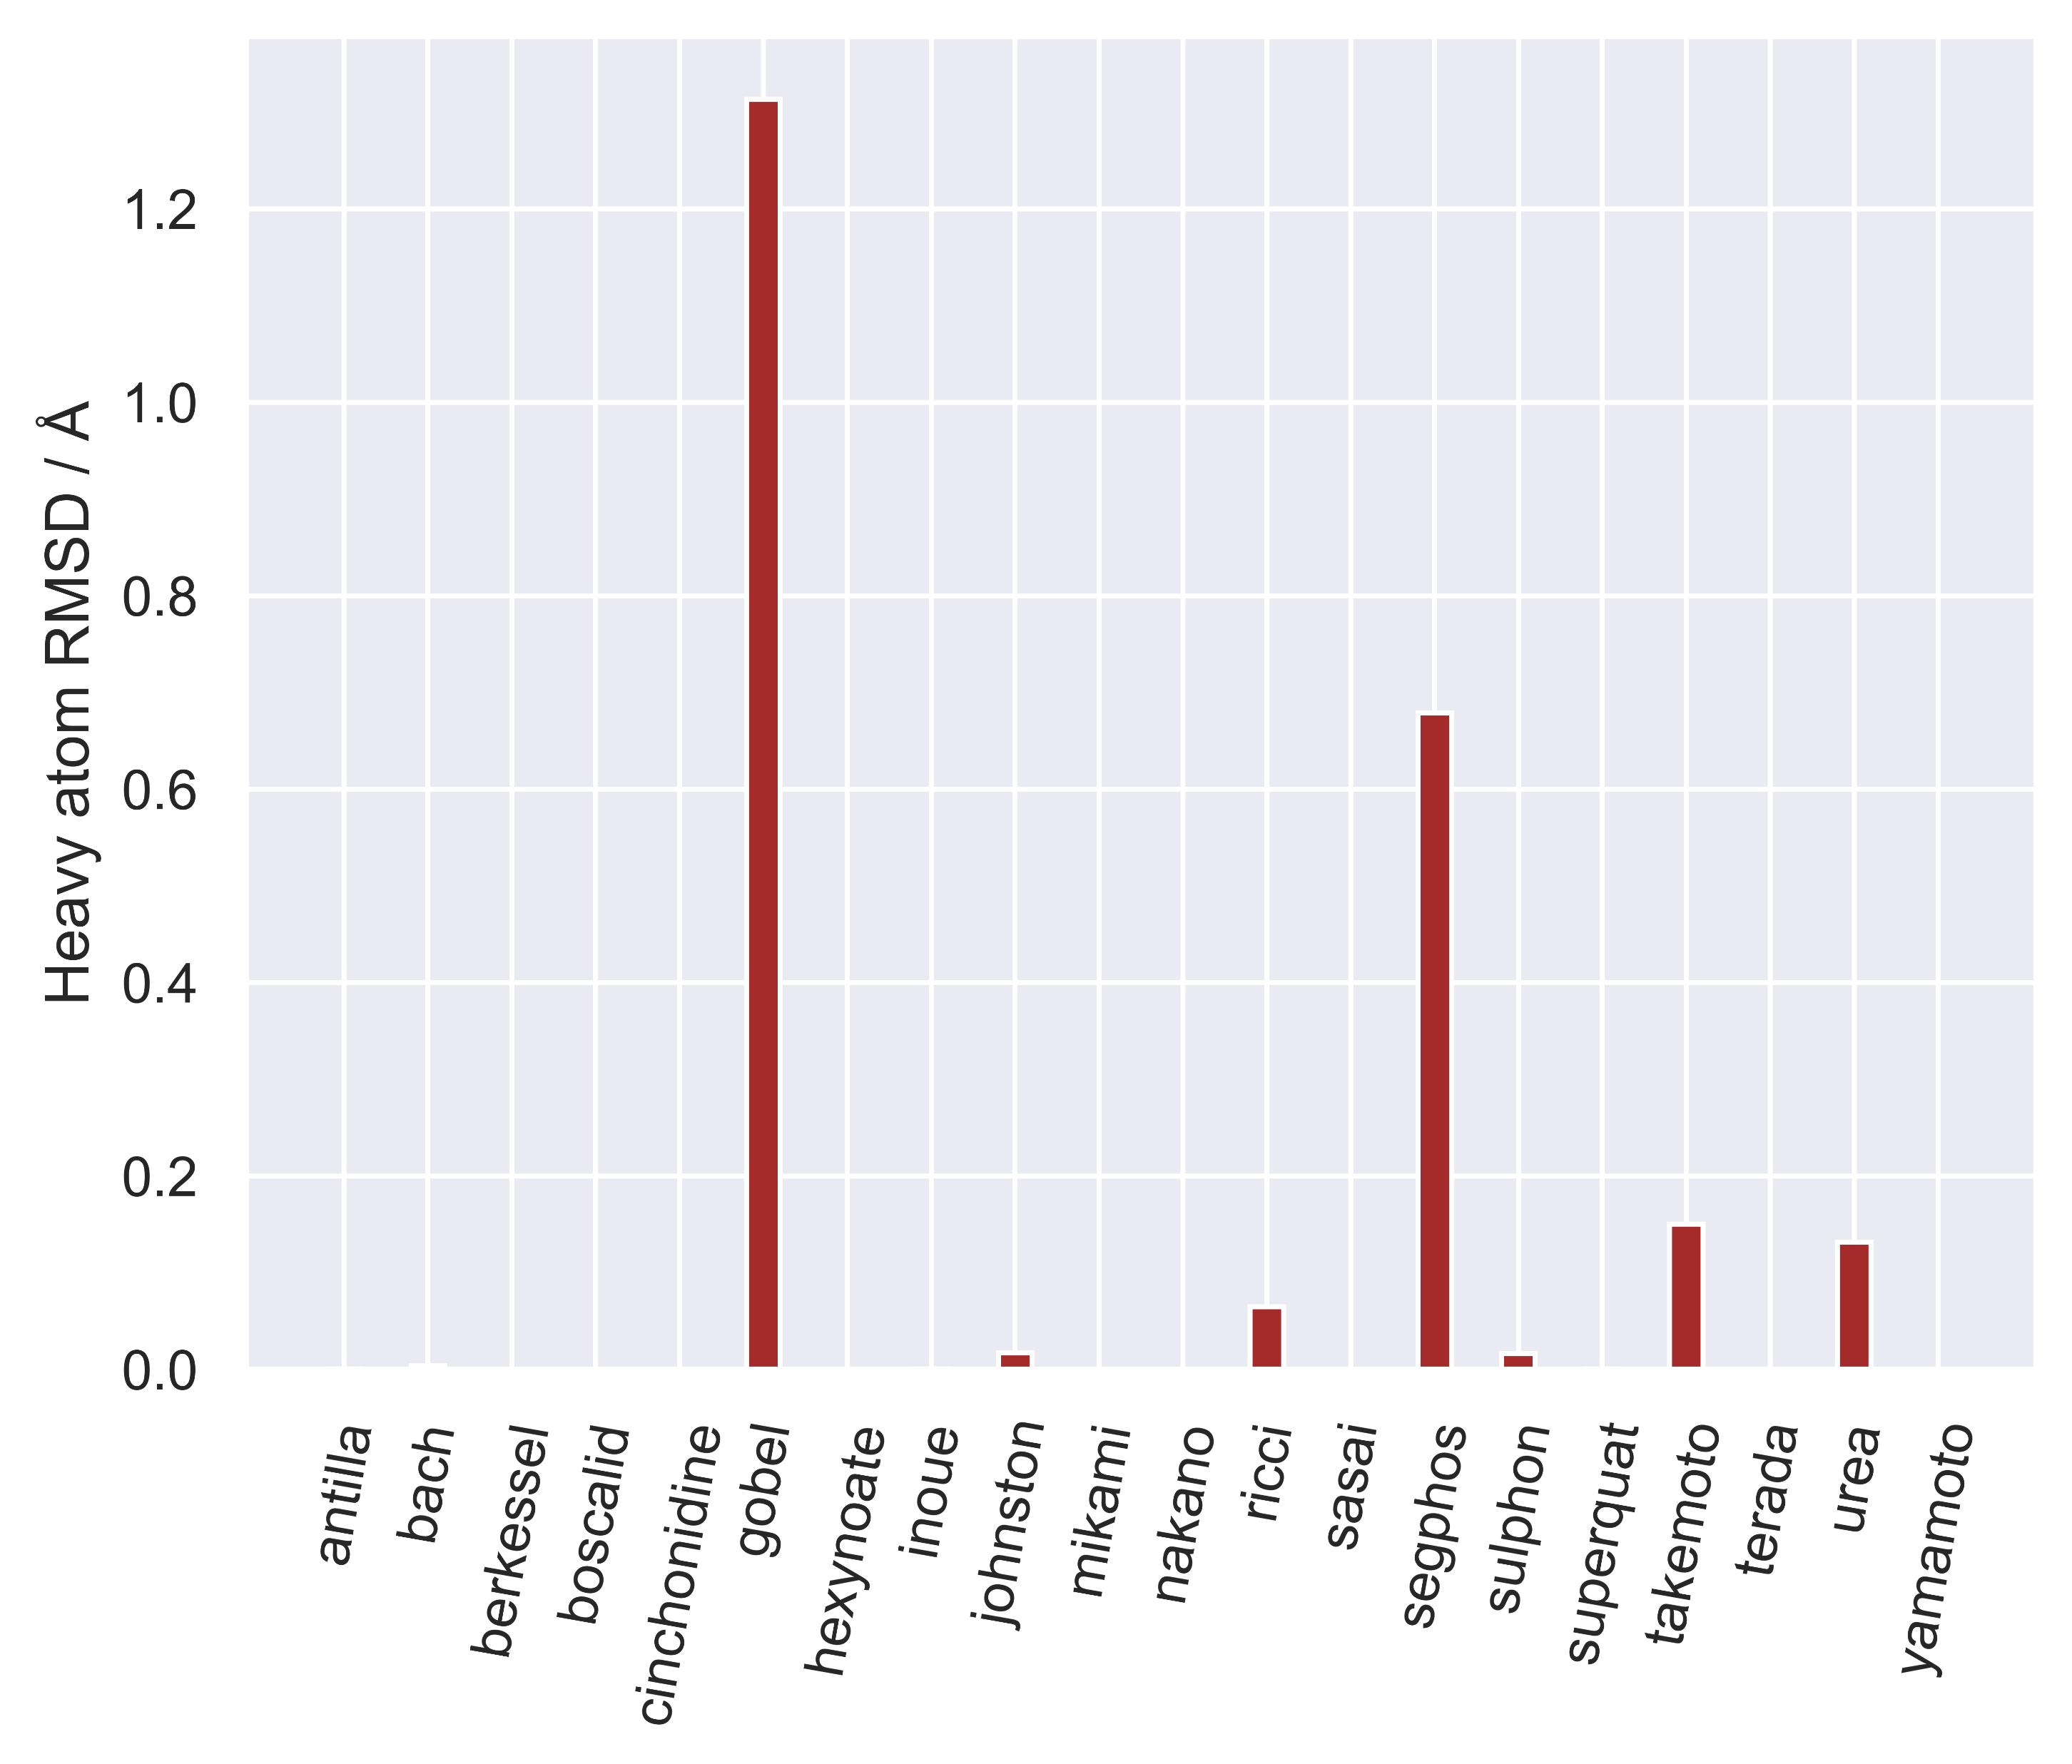 Heavy atom RMSD / Å
1.2
1.0
0.8
0.6
0.4
0.2
0.0
antilla
bach
berkessel
boscalid
cinchonidine
gobel
hexynoate
inoue
johnston
mikami
nakano
ricci
sasai
segphos
sulphon
superquat
takemoto
terada
urea
yamamoto